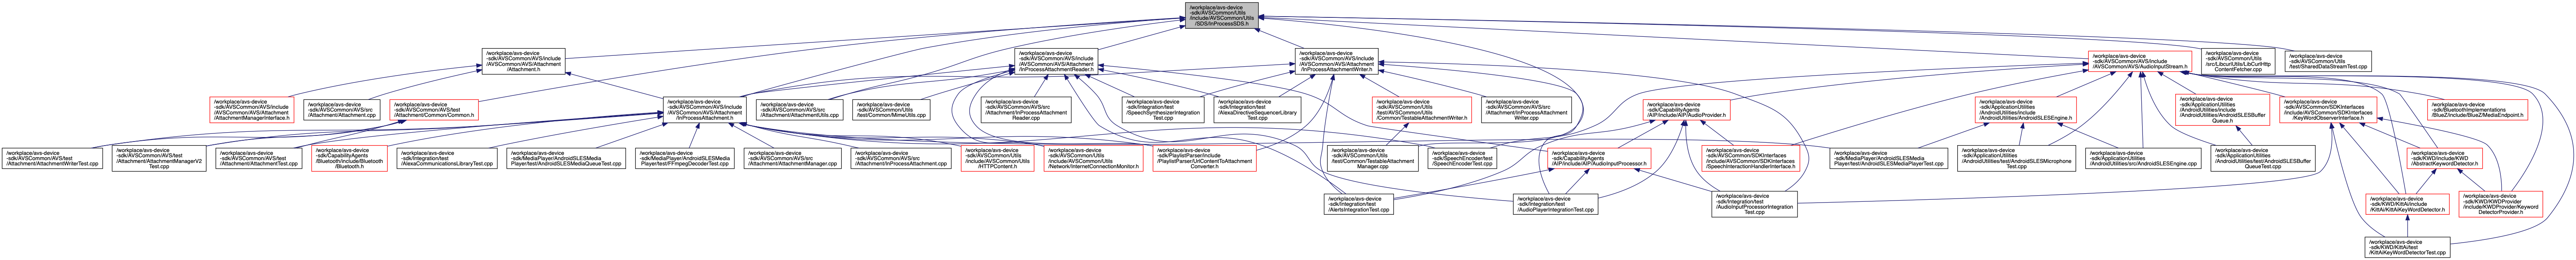 /workplace/avs-device
-sdk/AVSCommon/Utils
/include/AVSCommon/Utils
/SDS/InProcessSDS.h
/workplace/avs-device
-sdk/AVSCommon/AVS/include
/AVSCommon/AVS/Attachment
/Attachment.h
/workplace/avs-device
-sdk/AVSCommon/AVS/include
/AVSCommon/AVS/Attachment
/InProcessAttachmentReader.h
/workplace/avs-device
-sdk/AVSCommon/AVS/include
/AVSCommon/AVS/Attachment
/InProcessAttachmentWriter.h
/workplace/avs-device
-sdk/AVSCommon/AVS/include
/AVSCommon/AVS/AudioInputStream.h
/workplace/avs-device
-sdk/AVSCommon/Utils
/src/LibcurlUtils/LibCurlHttp
ContentFetcher.cpp
/workplace/avs-device
-sdk/AVSCommon/Utils
/test/SharedDataStreamTest.cpp
/workplace/avs-device
-sdk/AVSCommon/AVS/include
/AVSCommon/AVS/Attachment
/AttachmentManagerInterface.h
/workplace/avs-device
-sdk/AVSCommon/AVS/src
/Attachment/Attachment.cpp
/workplace/avs-device
-sdk/AVSCommon/AVS/test
/Attachment/Common/Common.h
/workplace/avs-device
-sdk/AVSCommon/AVS/include
/AVSCommon/AVS/Attachment
/InProcessAttachment.h
/workplace/avs-device
-sdk/AVSCommon/AVS/src
/Attachment/AttachmentUtils.cpp
/workplace/avs-device
-sdk/AVSCommon/Utils
/test/Common/MimeUtils.cpp
/workplace/avs-device
-sdk/AVSCommon/AVS/src
/Attachment/InProcessAttachment
Reader.cpp
/workplace/avs-device
-sdk/Integration/test
/SpeechSynthesizerIntegration
Test.cpp
/workplace/avs-device
-sdk/Integration/test
/AlexaDirectiveSequencerLibrary
Test.cpp
/workplace/avs-device
-sdk/AVSCommon/Utils
/include/AVSCommon/Utils
/Common/TestableAttachmentWriter.h
/workplace/avs-device
-sdk/AVSCommon/AVS/src
/Attachment/InProcessAttachment
Writer.cpp
/workplace/avs-device
-sdk/CapabilityAgents
/AIP/include/AIP/AudioProvider.h
/workplace/avs-device
-sdk/ApplicationUtilities
/AndroidUtilities/include
/AndroidUtilities/AndroidSLESEngine.h
/workplace/avs-device
-sdk/ApplicationUtilities
/AndroidUtilities/include
/AndroidUtilities/AndroidSLESBuffer
Queue.h
/workplace/avs-device
-sdk/AVSCommon/SDKInterfaces
/include/AVSCommon/SDKInterfaces
/KeyWordObserverInterface.h
/workplace/avs-device
-sdk/BluetoothImplementations
/BlueZ/include/BlueZ/MediaEndpoint.h
/workplace/avs-device
-sdk/AVSCommon/AVS/test
/Attachment/AttachmentWriterTest.cpp
/workplace/avs-device
-sdk/AVSCommon/AVS/test
/Attachment/AttachmentManagerV2
Test.cpp
/workplace/avs-device
-sdk/AVSCommon/AVS/test
/Attachment/AttachmentTest.cpp
/workplace/avs-device
-sdk/CapabilityAgents
/Bluetooth/include/Bluetooth
/Bluetooth.h
/workplace/avs-device
-sdk/Integration/test
/AlexaCommunicationsLibraryTest.cpp
/workplace/avs-device
-sdk/MediaPlayer/AndroidSLESMedia
Player/test/AndroidSLESMediaQueueTest.cpp
/workplace/avs-device
-sdk/MediaPlayer/AndroidSLESMedia
Player/test/FFmpegDecoderTest.cpp
/workplace/avs-device
-sdk/AVSCommon/AVS/src
/Attachment/AttachmentManager.cpp
/workplace/avs-device
-sdk/AVSCommon/AVS/src
/Attachment/InProcessAttachment.cpp
/workplace/avs-device
-sdk/AVSCommon/Utils
/include/AVSCommon/Utils
/HTTPContent.h
/workplace/avs-device
-sdk/AVSCommon/Utils
/include/AVSCommon/Utils
/Network/InternetConnectionMonitor.h
/workplace/avs-device
-sdk/PlaylistParser/include
/PlaylistParser/UrlContentToAttachment
Converter.h
/workplace/avs-device
-sdk/AVSCommon/Utils
/test/Common/TestableAttachment
Manager.cpp
/workplace/avs-device
-sdk/SpeechEncoder/test
/SpeechEncoderTest.cpp
/workplace/avs-device
-sdk/CapabilityAgents
/AIP/include/AIP/AudioInputProcessor.h
/workplace/avs-device
-sdk/AVSCommon/SDKInterfaces
/include/AVSCommon/SDKInterfaces
/SpeechInteractionHandlerInterface.h
/workplace/avs-device
-sdk/MediaPlayer/AndroidSLESMedia
Player/test/AndroidSLESMediaPlayerTest.cpp
/workplace/avs-device
-sdk/ApplicationUtilities
/AndroidUtilities/test/AndroidSLESMicrophone
Test.cpp
/workplace/avs-device
-sdk/ApplicationUtilities
/AndroidUtilities/src/AndroidSLESEngine.cpp
/workplace/avs-device
-sdk/ApplicationUtilities
/AndroidUtilities/test/AndroidSLESBuffer
QueueTest.cpp
/workplace/avs-device
-sdk/KWD/include/KWD
/AbstractKeywordDetector.h
/workplace/avs-device
-sdk/Integration/test
/AlertsIntegrationTest.cpp
/workplace/avs-device
-sdk/Integration/test
/AudioPlayerIntegrationTest.cpp
/workplace/avs-device
-sdk/Integration/test
/AudioInputProcessorIntegration
Test.cpp
/workplace/avs-device
-sdk/KWD/KittAi/include
/KittAi/KittAiKeyWordDetector.h
/workplace/avs-device
-sdk/KWD/KWDProvider
/include/KWDProvider/Keyword
DetectorProvider.h
/workplace/avs-device
-sdk/KWD/KittAi/test
/KittAiKeyWordDetectorTest.cpp